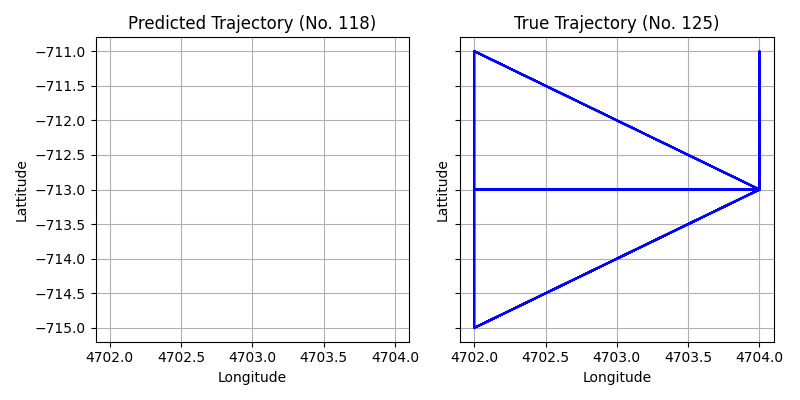 Predicted Trajectory (No. 118)
True Trajectory (No. 125)
−711.0
−711.5
−712.0
−712.5
−713.0
−713.5
−714.0
−714.5
−715.0
Lattitude
Lattitude
4702.0 4702.5 4703.0 4703.5 4704.0
4702.0 4702.5 4703.0 4703.5 4704.0
Longitude
Longitude